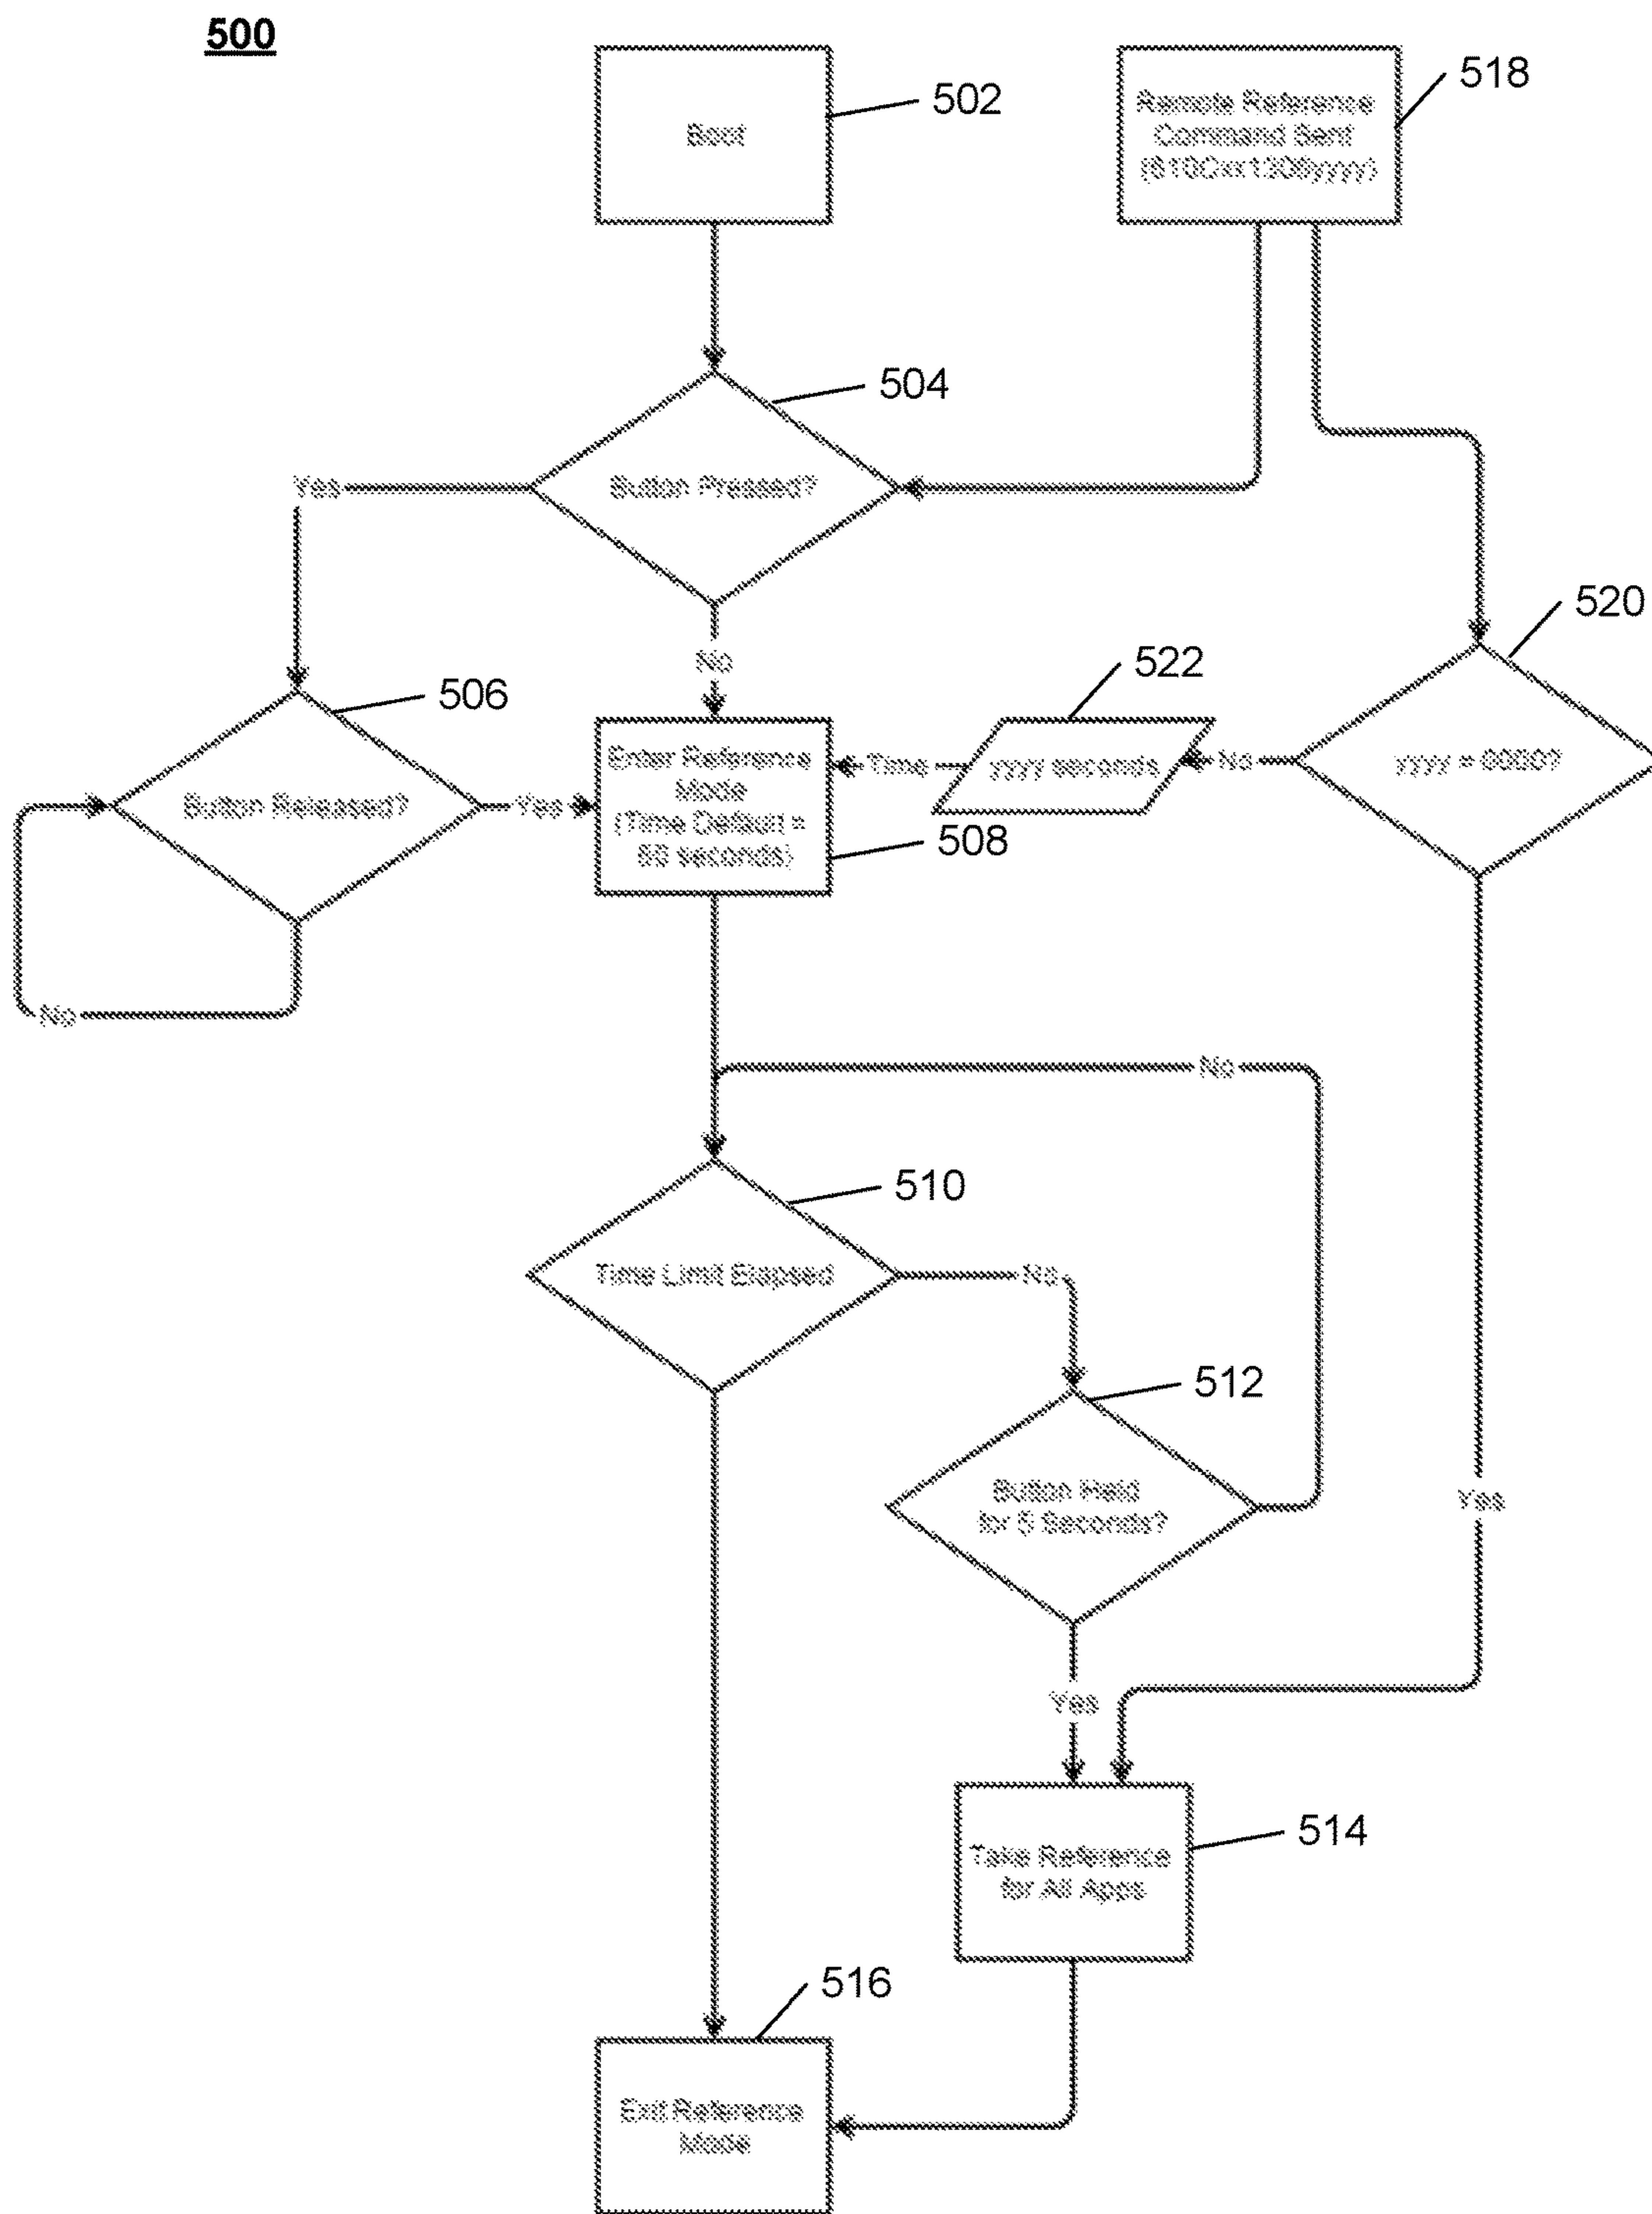 500
Boot
502
Remote Reference
Command Sent
518
504
Button Pressed?
Yes
No
520
522
506
Button Released?
Yes
Enter Reference
Mode
(Time Default =
seconds)
508
Time
yyyy seconds
No
yyyy = 0000?
No
No
510
Time Limit Elapsed
No
512
Button Held
for 5 Seconds?
Yes
Yes
514
Take Reference
for All Apps
516
Exit Reference
Mode